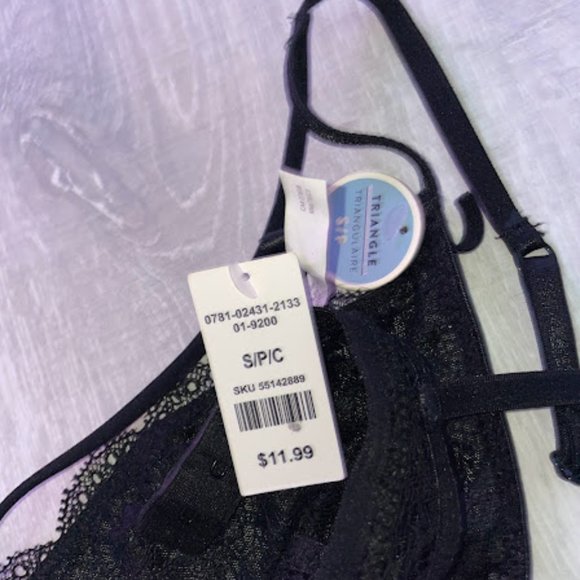 TRIANGLE
TRIANGULAIRE
S/P
0781-02431-2133
01-9200
S/P/C
SKU 55142889
$11.99